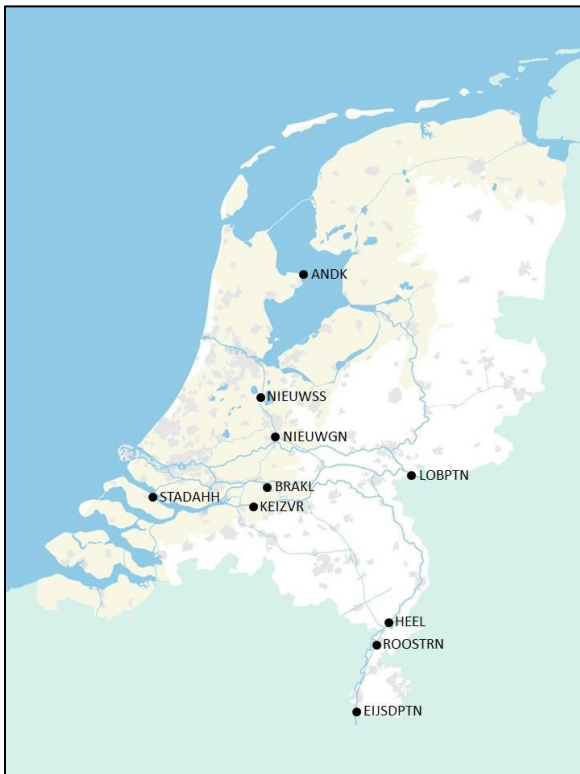 ANDK
NIEUWSS
NIEUWGN
LOBPTN
BRAKL
STADAHH
KEIZVR
HEEL
ROOSTRN
EIJSDPTN